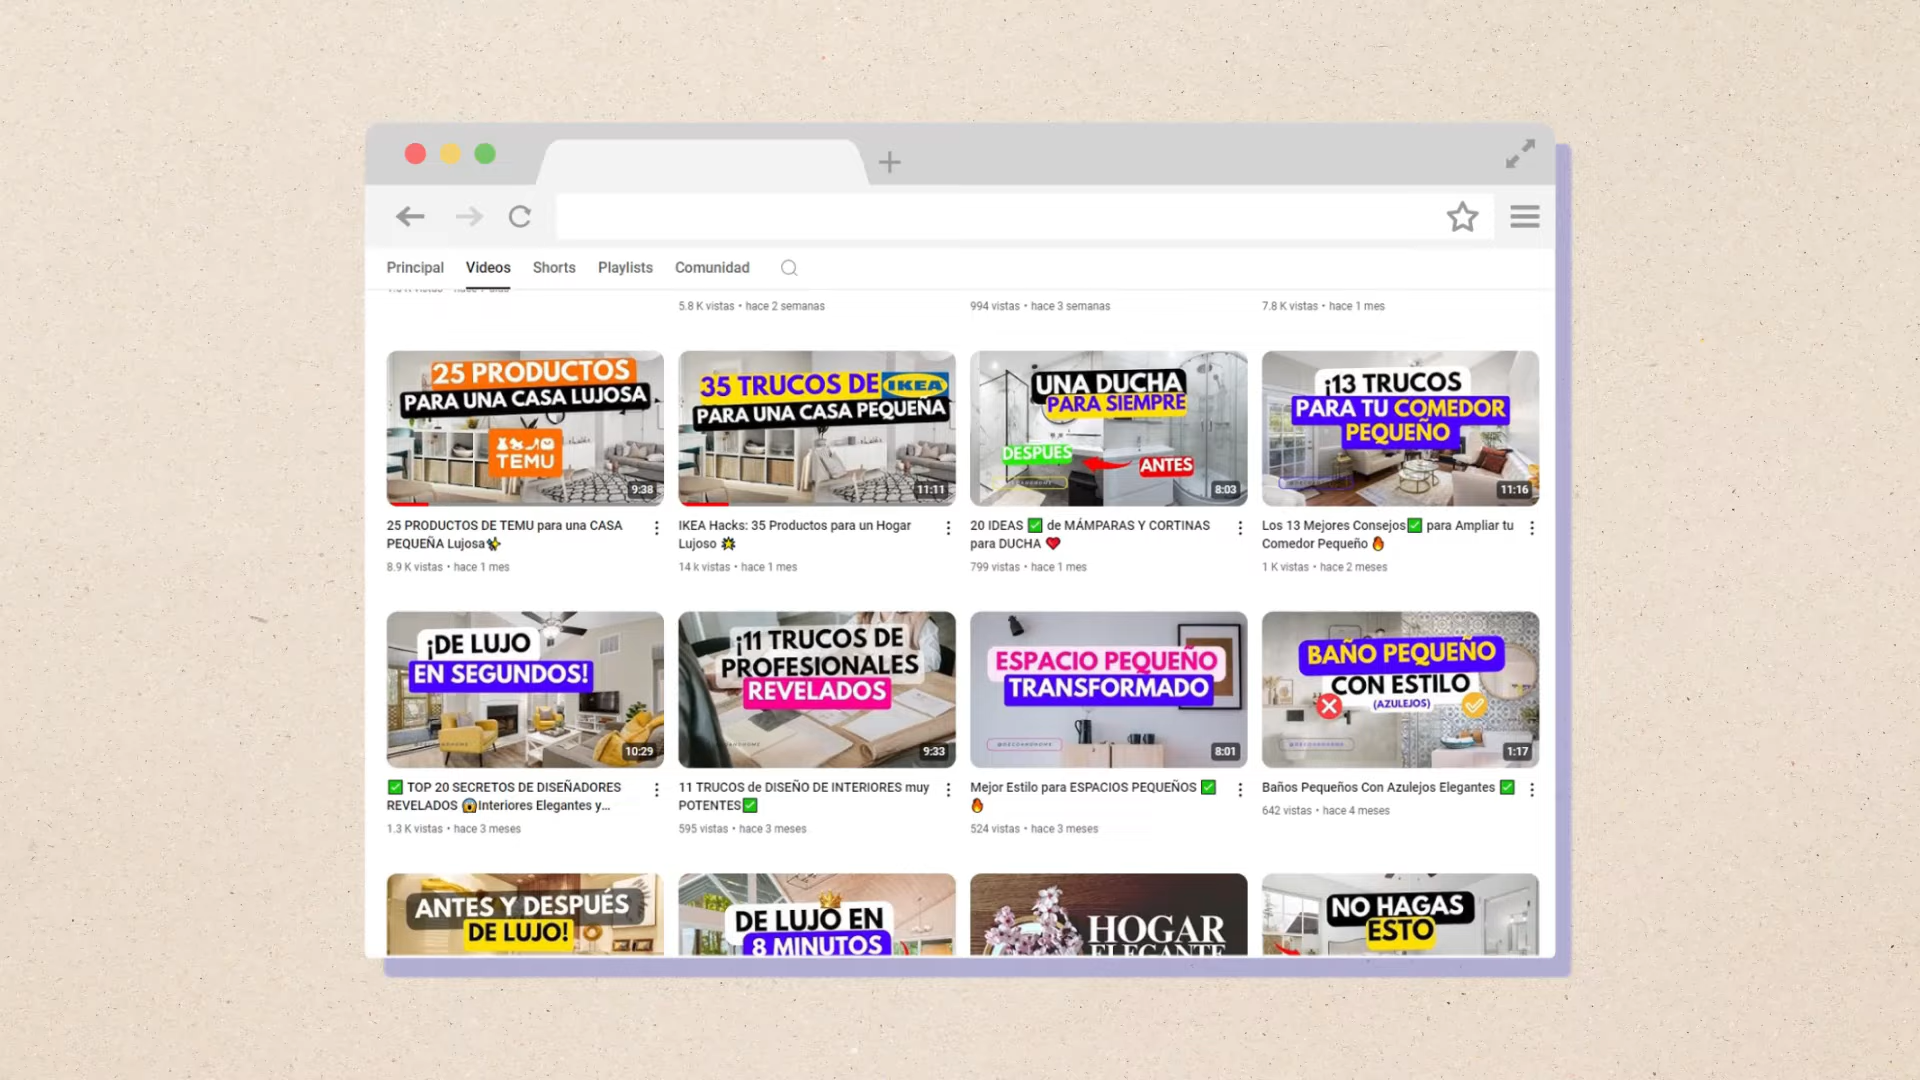 Principal Videos Shorts Playlists Comunidad
5.8 K vistas • hace 2 semanas
994 vistas • hace 3 semanas
7.8 K vistas • hace 1 mes
25 PRODUCTOS
PARA UNA CASA LUJOSA
TEMU
9:38
35 TRUCOS DE IKEA
PARA UNA CASA PEQUEÑA
11:11
UNA DUCHA
PARA SIEMPRE
DESPUÉS
ANTES
8:03
¡13 TRUCOS
PARA TU COMEDOR
PEQUEÑO
11:16
25 PRODUCTOS DE TEMU para una CASA
PEQUEÑA Lujosa✨
8.9 K vistas • hace 1 mes
IKEA Hacks: 35 Productos para un Hogar
Lujoso 🌟
14 k vistas • hace 1 mes
20 IDEAS ✅ de MÁMPARAS Y CORTINAS
para DUCHA ❤️
799 vistas • hace 1 mes
Los 13 Mejores Consejos✅ para Ampliar tu
Comedor Pequeño 🔥
1 K vistas • hace 2 meses
¡DE LUJO
EN SEGUNDOS!
10:29
¡11 TRUCOS DE
PROFESIONALES
REVELADOS
9:33
ESPACIO PEQUEÑO
TRANSFORMADO
@DECOANDHOME
8:01
BAÑO PEQUEÑO
CON ESTILO
(AZULEJOS)
@DECOANDHOME
1:17
✅ TOP 20 SECRETOS DE DISEÑADORES
REVELADOS 😱Interiores Elegantes y...
1.3 K vistas • hace 3 meses
11 TRUCOS de DISEÑO DE INTERIORES muy
POTENTES✅
595 vistas • hace 3 meses
Mejor Estilo para ESPACIOS PEQUEÑOS ✅
🔥
524 vistas • hace 3 meses
Baños Pequeños Con Azulejos Elegantes ✅
642 vistas • hace 4 meses
ANTES Y DESPUÉS
DE LUJO!
DE LUJO EN
8 MINUTOS
HOGAR
ELEGANTE
NO HAGAS
ESTO